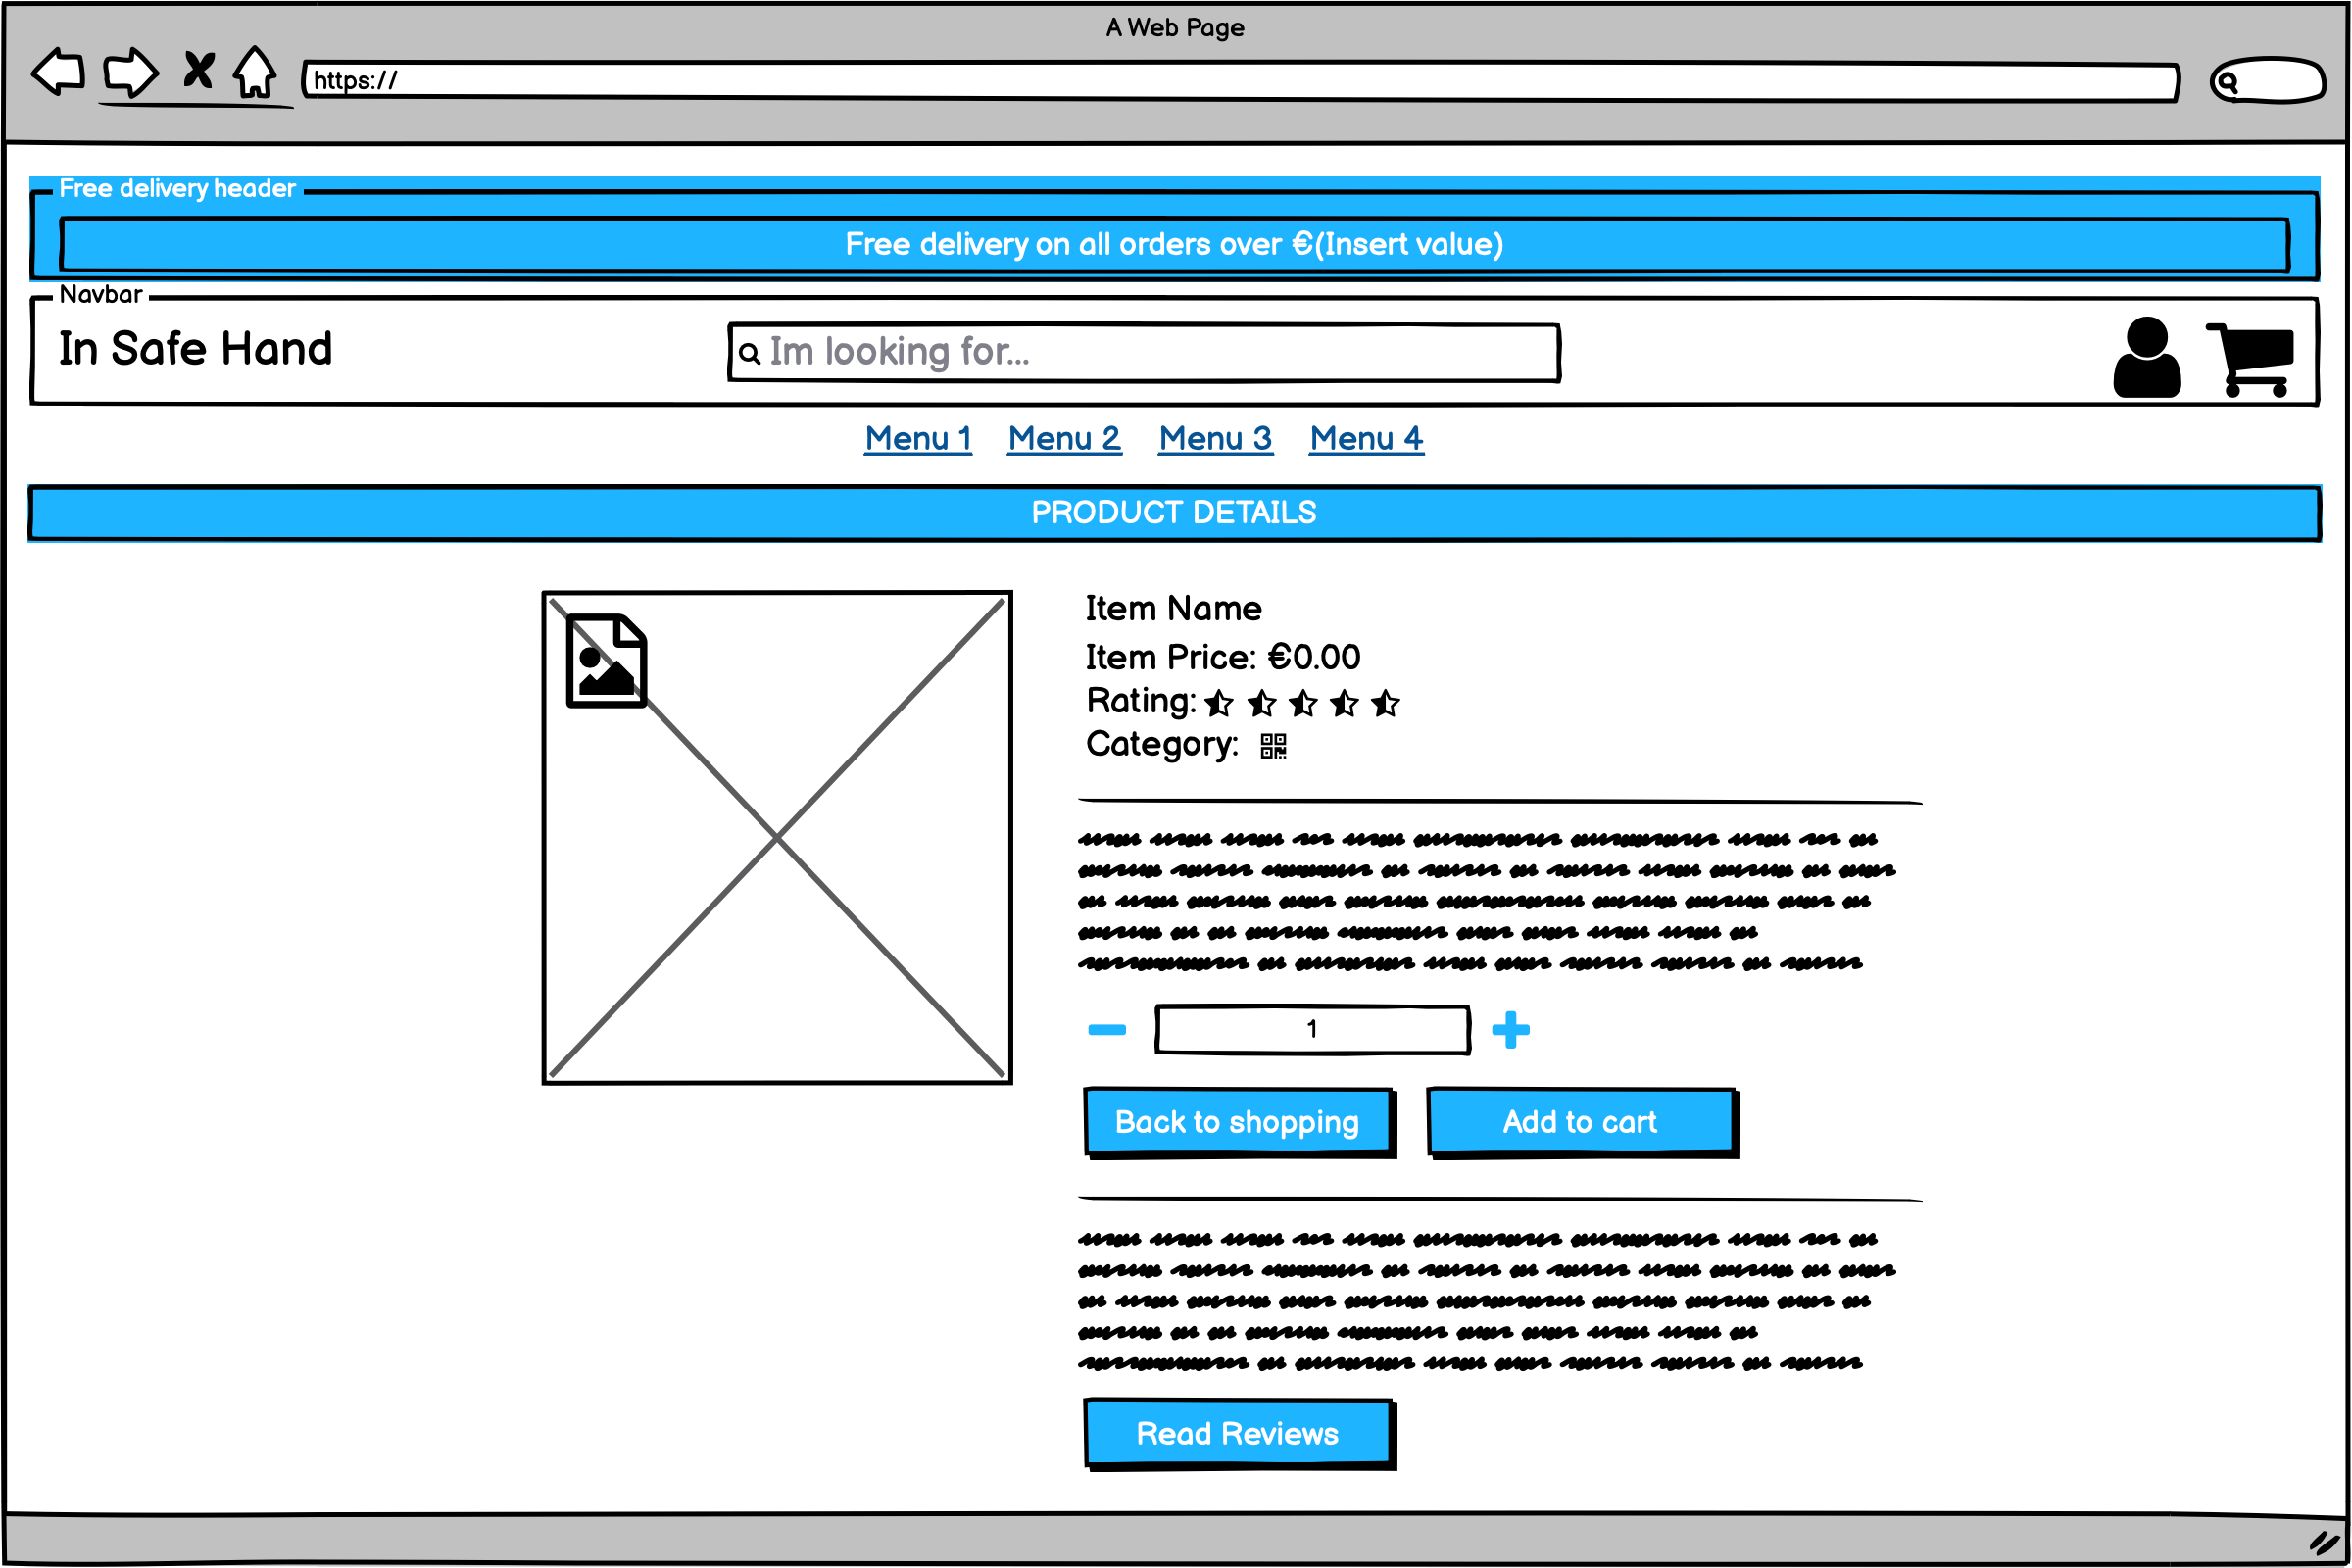 A Web Page
https://
Free delivery header
Free delivery on all orders over €(Insert value)
Navbar
In Safe Hand
Im looking for...
Menu 1 Menu 2 Menu 3 Menu 4
PRODUCT DETAILS
Item Name
Item Price: €0.00
Rating:
Category:
1
Back to shopping Add to cart
Read Reviews